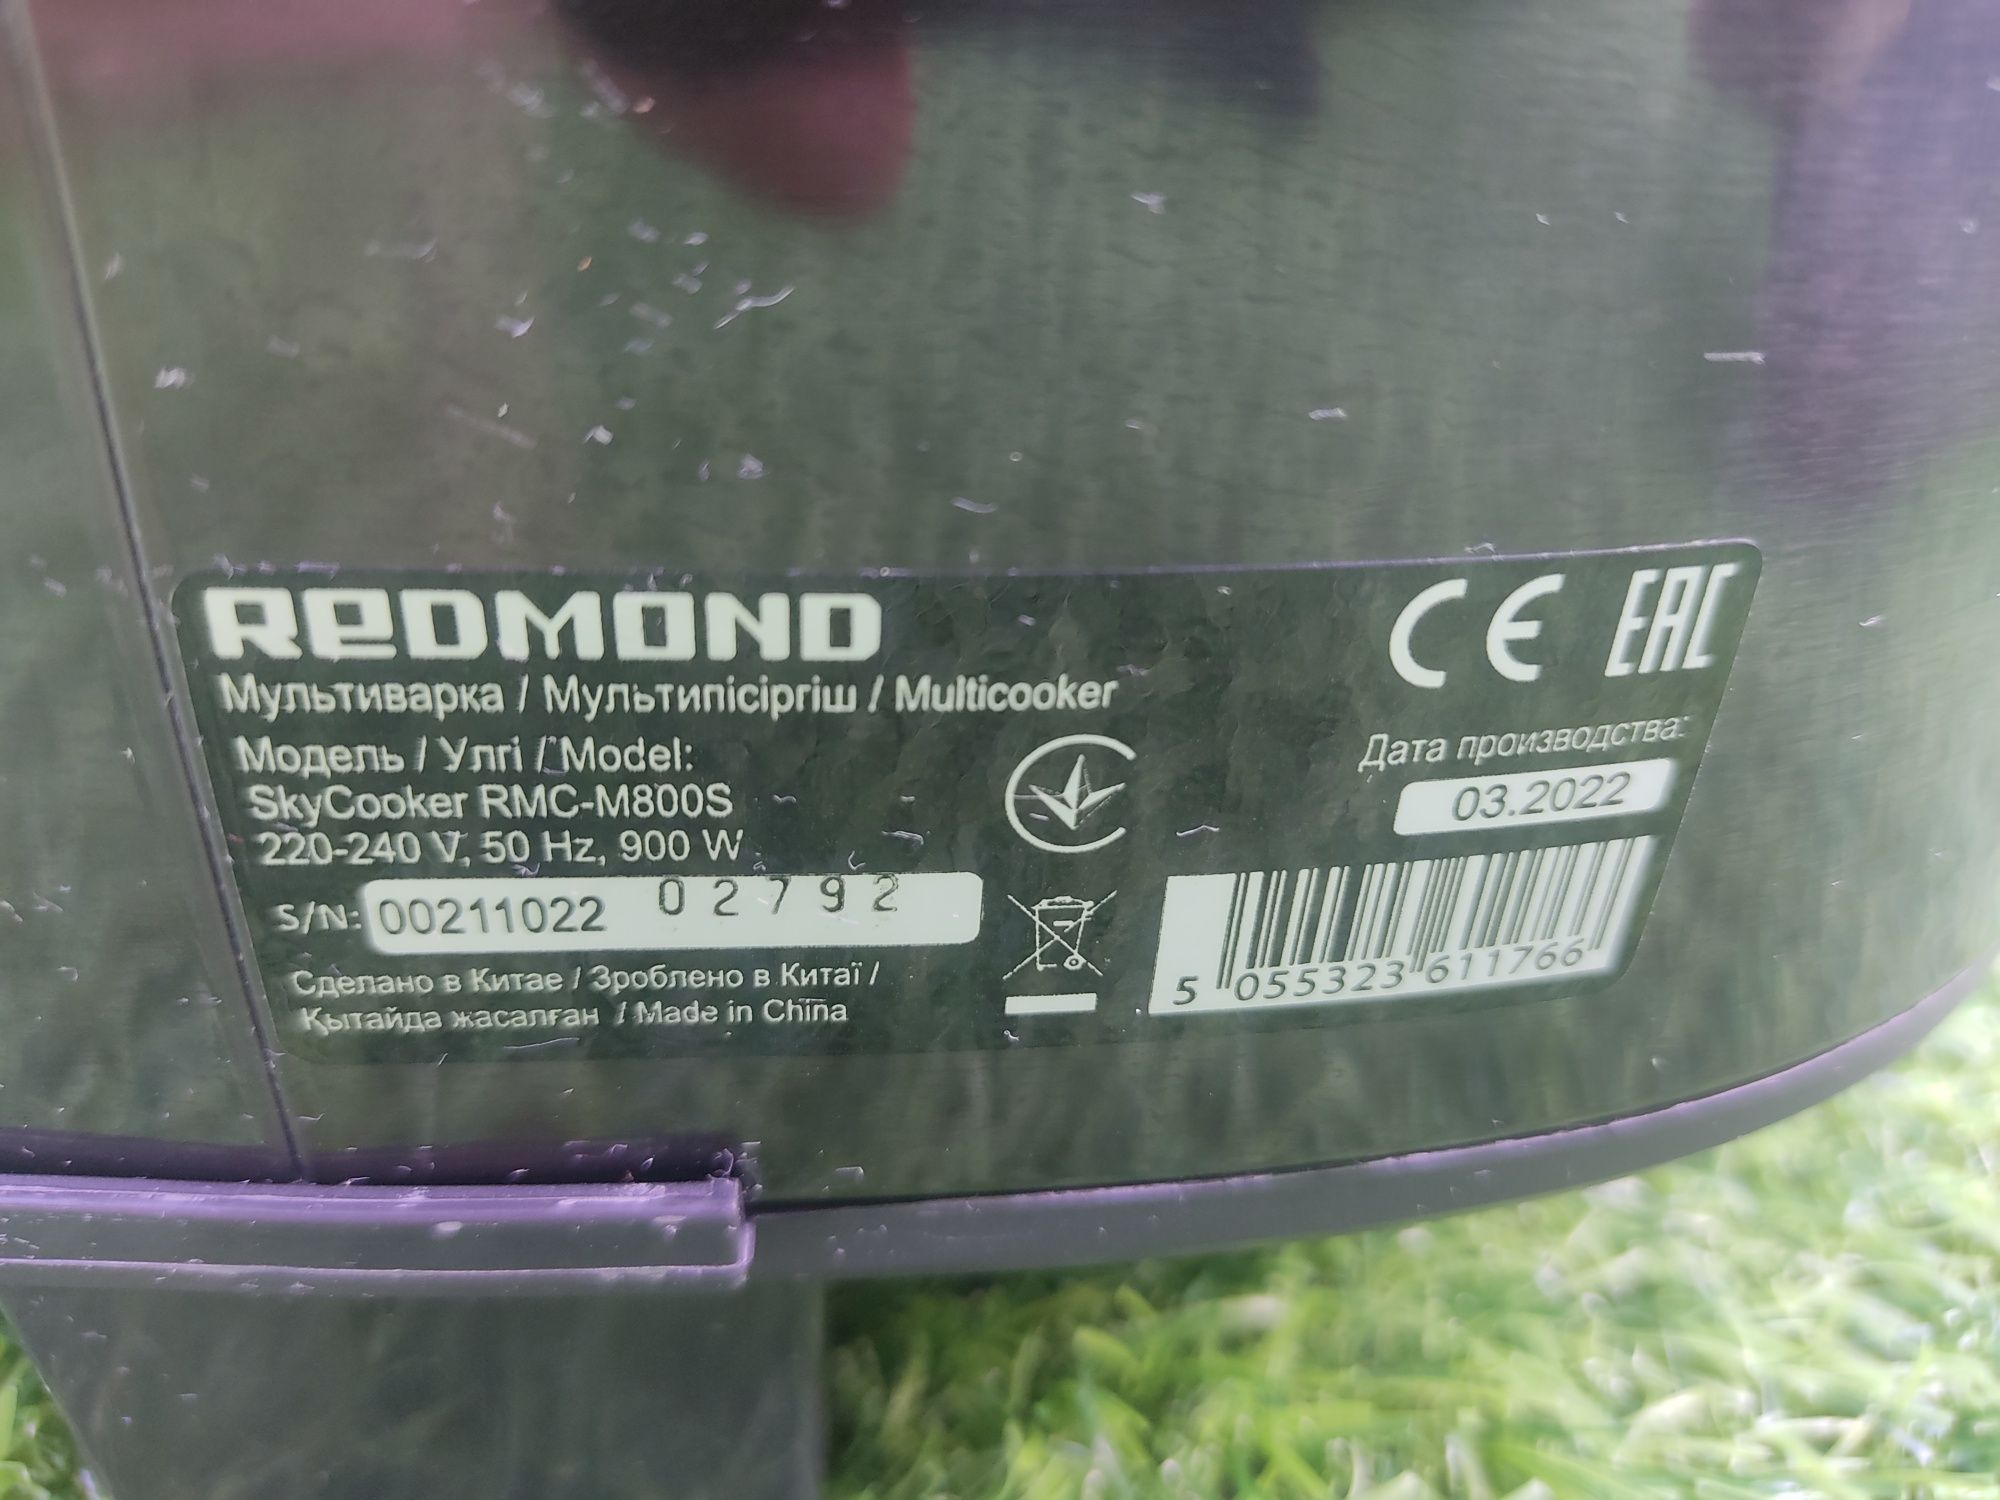 REDMOND
Мультиварка / Мультипісіргіш / Multicooker
Модель / Улгі / Model:
SkyCooker RMC-M800S
220-240 V, 50 Hz, 900 W
S/N: 00211022 02792
Сделано в Китае / Зроблено в Китаї /
Қытайда жасалған / Made in China
CE EAC
Дата производства:
03.2022
5 055323 611766